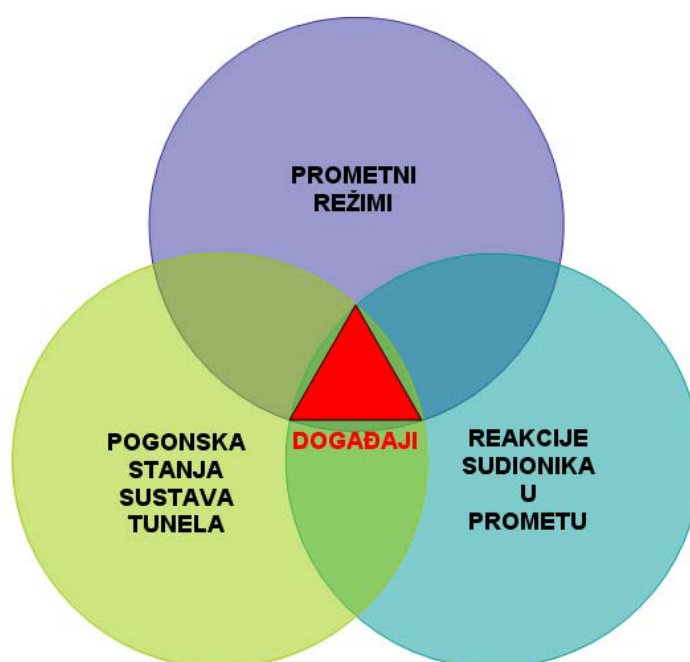 PROMETNI
REŽIMI
POGONSKA
STANJA
SUSTAVA
TUNELA
DOGAĐAJI
REAKCIJE
SUDIONIKA
U
PROMETU